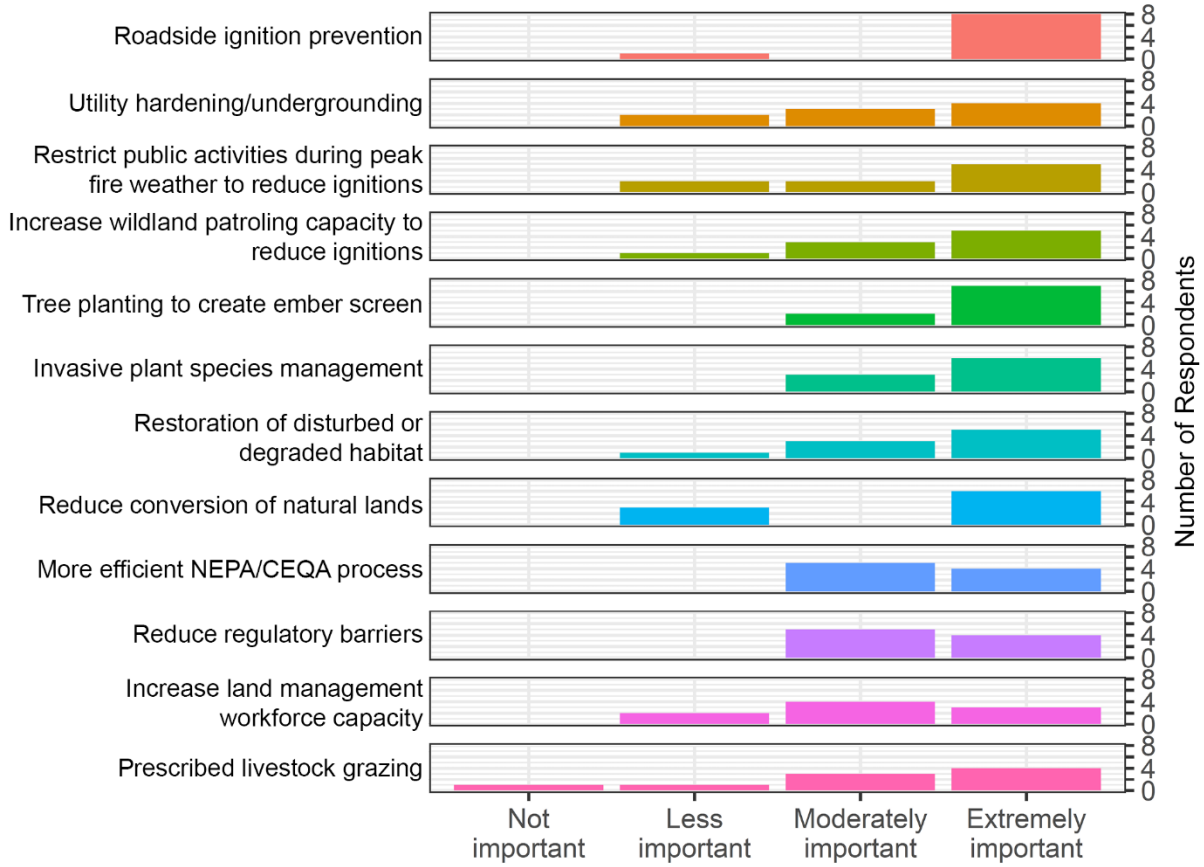 Roadside ignition prevention
8
4
0
Utility hardening/undergrounding
8
4
0
Restrict public activities during peak
fire weather to reduce ignitions
8
4
0
Increase wildland patroling capacity to
reduce ignitions
8
4
0
Tree planting to create ember screen
8
4
0
Invasive plant species management
8
4
0
Restoration of disturbed or
degraded habitat
8
4
0
Reduce conversion of natural lands
8
4
0
More efficient NEPA/CEQA process
8
4
0
Reduce regulatory barriers
8
4
0
Increase land management
workforce capacity
8
4
0
Prescribed livestock grazing
8
4
0
Number of Respondents
Not
important
Less
important
Moderately
important
Extremely
important